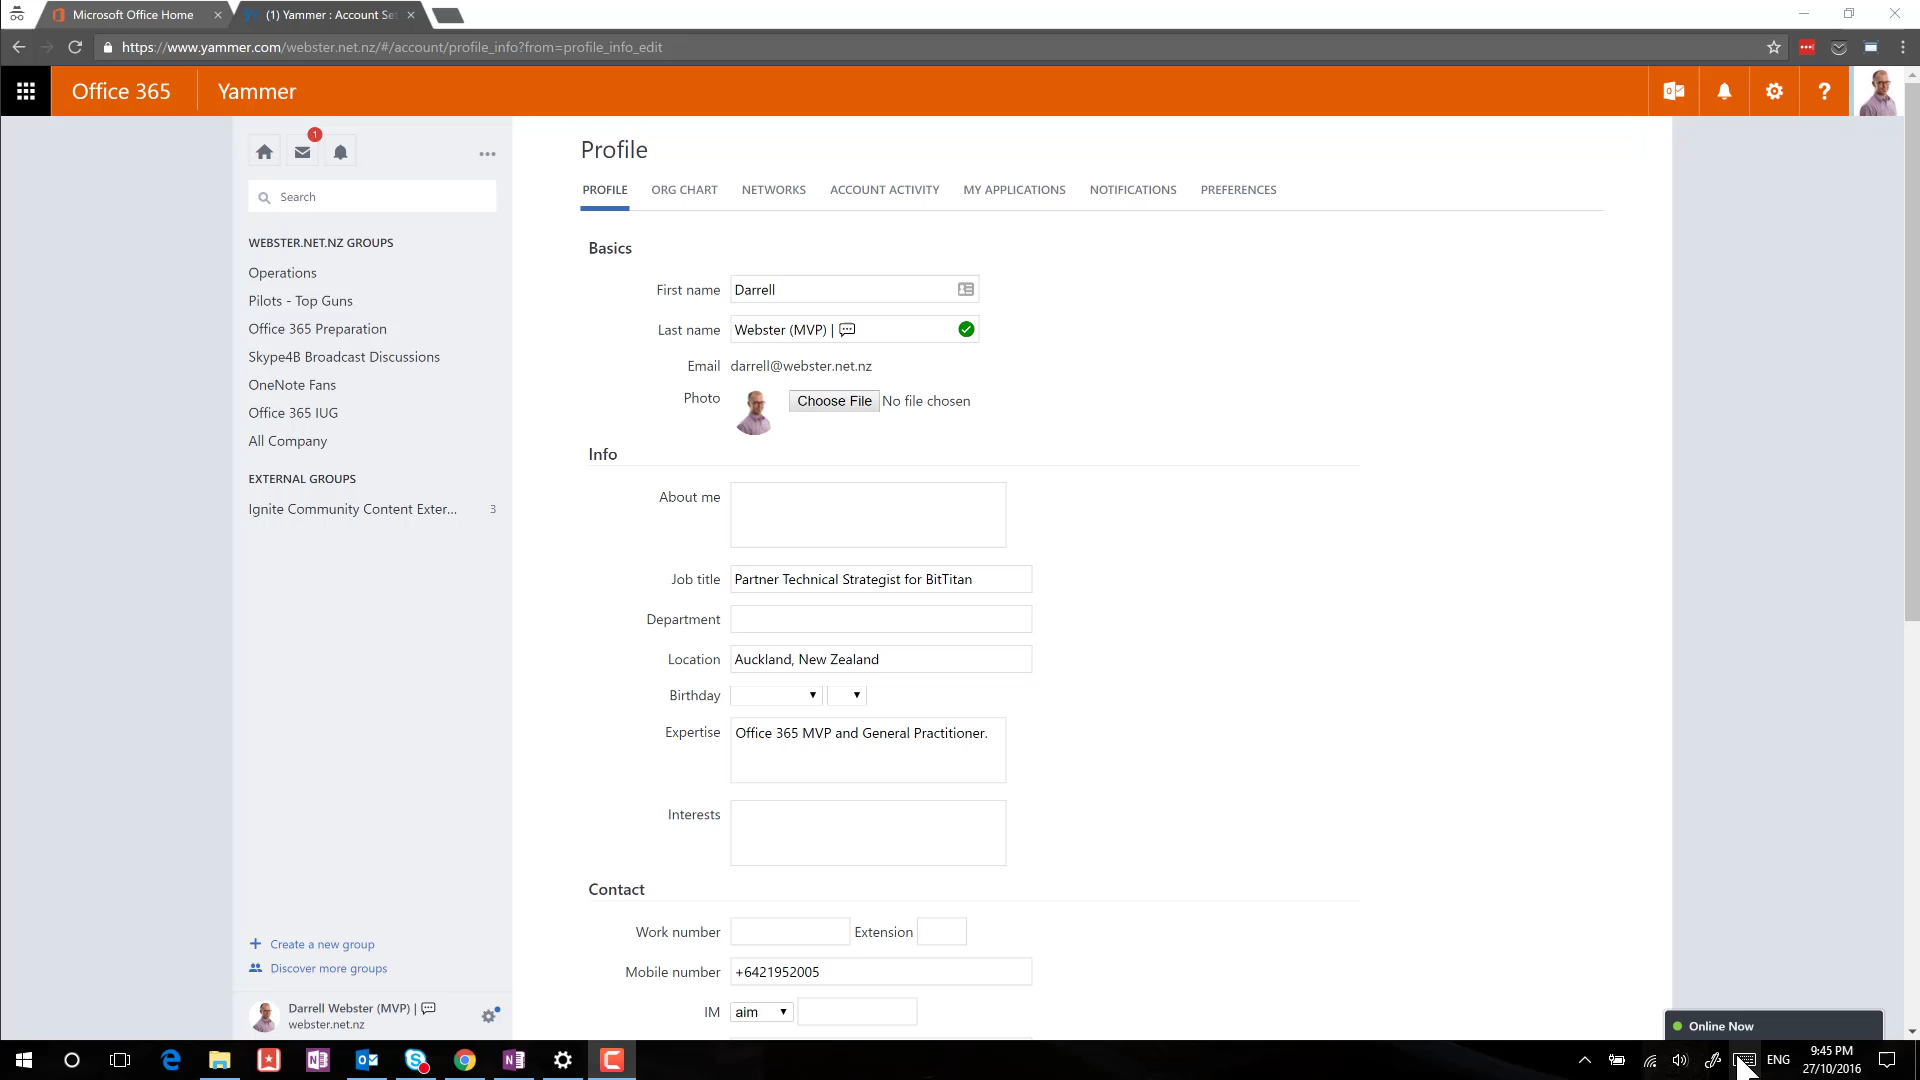 Microsoft Office Home
(1) Yammer : Account Se
https://www.yammer.com/webster.net.nz/#/account/profile_info?from=profile_info_edit
Office 365
Yammer
?
1
Search
WEBSTER.NET.NZ GROUPS
Operations
Pilots - Top Guns
Office 365 Preparation
Skype4B Broadcast Discussions
OneNote Fans
Office 365 IUG
All Company
EXTERNAL GROUPS
Ignite Community Content Exter... 3
+ Create a new group
Discover more groups
Darrell Webster (MVP) | 💬
webster.net.nz
Profile
PROFILE ORG CHART NETWORKS ACCOUNT ACTIVITY MY APPLICATIONS NOTIFICATIONS PREFERENCES
Basics
First name Darrell
Last name Webster (MVP) | 💬
Email darrell@webster.net.nz
Photo Choose File No file chosen
Info
About me
Job title Partner Technical Strategist for BitTitan
Department
Location Auckland, New Zealand
Birthday
Expertise Office 365 MVP and General Practitioner.
Interests
Contact
Work number Extension
Mobile number +6421952005
IM aim
Online Now
ENG
9:45 PM
27/10/2016